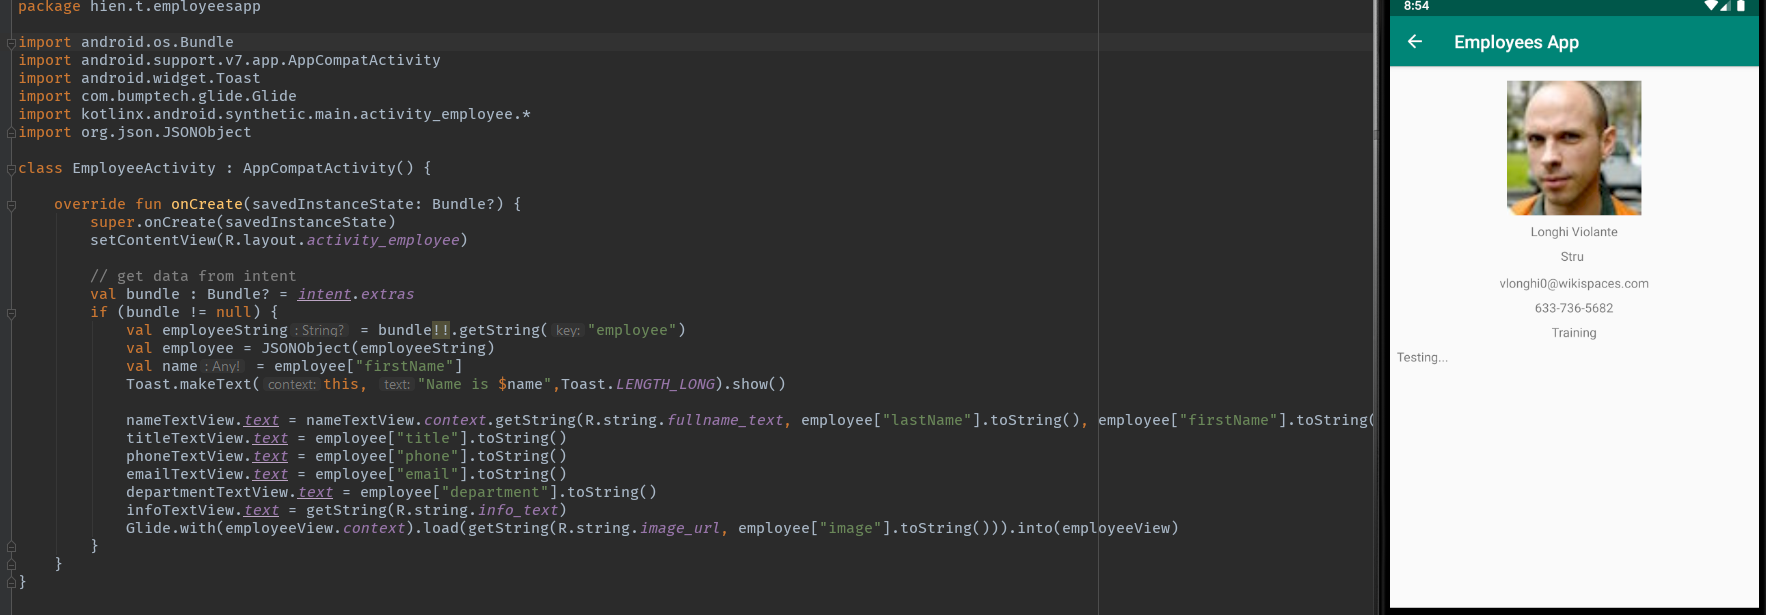 package hien.t.employeesapp
import android.os.Bundle
import android.support.v7.app.AppCompatActivity
import android.widget.Toast
import com.bumptech.glide.Glide
import kotlinx.android.synthetic.main.activity_employee.*
import org.json.JSONObject
class EmployeeActivity : AppCompatActivity() {
override fun onCreate(savedInstanceState: Bundle?) {
super.onCreate(savedInstanceState)
setContentView(R.layout.activity_employee)
// get data from intent
val bundle : Bundle? = intent.extras
if (bundle != null) {
val employeeString : String? = bundle!!.getString( key: "employee")
val employee = JSONObject(employeeString)
val name : Any! = employee["firstName"]
Toast.makeText( context: this, text: "Name is $name",Toast.LENGTH_LONG).show()
nameTextView.text = nameTextView.context.getString(R.string.fullname_text, employee["lastName"].toString(), employee["firstName"].toString(
titleTextView.text = employee["title"].toString()
phoneTextView.text = employee["phone"].toString()
emailTextView.text = employee["email"].toString()
departmentTextView.text = employee["department"].toString()
infoTextView.text = getString(R.string.info_text)
Glide.with(employeeView.context).load(getString(R.string.image_url, employee["image"].toString())).into(employeeView)
}
}
}
8:54
Employees App
Longhi Violante
Stru
vlonghi0@wikispaces.com
633-736-5682
Training
Testing...